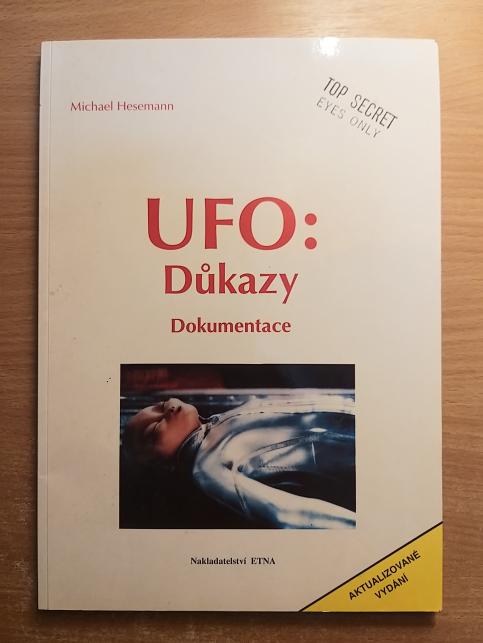 Michael Hesemann
TOP SECRET
EYES ONLY
UFO:
Důkazy
Dokumentace
Nakladatelství ETNA
AKTUALIZOVANÉ
VYDÁNÍ